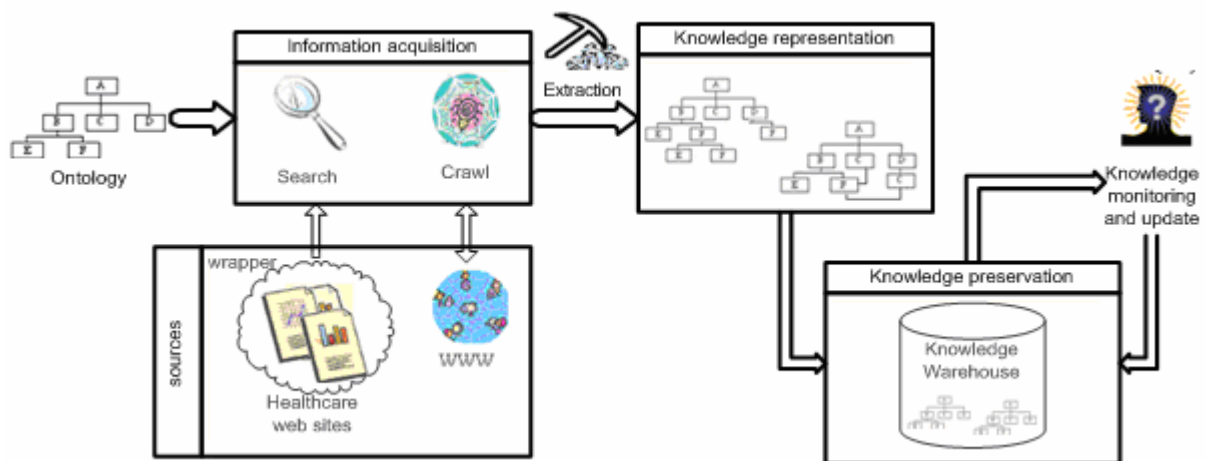 Information acquisition
Search
Crawl
Extraction
Knowledge representation
A
B C D
E F
Ontology
A
B C D
E F F
E F
A
B C D
E F C
Knowledge
monitoring
and update
wrapper
sources
Healthcare
web sites
WWW
Knowledge preservation
Knowledge
Warehouse